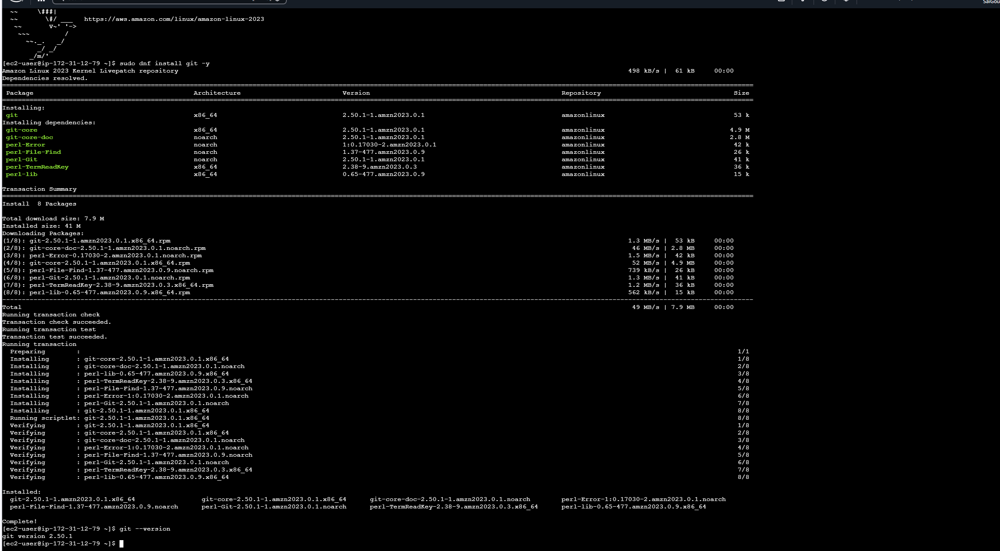 SaiGou
~~      \###|
~~       \#/ ___   https://aws.amazon.com/linux/amazon-linux-2023
~~       V~' '->
~~~         /
~~._.   _/
_/ _/
_/m/'
[ec2-user@ip-172-31-12-79 ~]$ sudo dnf install git -y
Amazon Linux 2023 Kernel Livepatch repository 498 kB/s | 61 kB 00:00
Dependencies resolved.
Package Architecture Version Repository Size
Installing:
git x86_64 2.50.1-1.amzn2023.0.1 amazonlinux 53 k
Installing dependencies:
git-core x86_64 2.50.1-1.amzn2023.0.1 amazonlinux 4.9 M
git-core-doc noarch 2.50.1-1.amzn2023.0.1 amazonlinux 2.8 M
perl-Error noarch 1:0.17030-2.amzn2023.0.1 amazonlinux 42 k
perl-File-Find noarch 1.37-477.amzn2023.0.9 amazonlinux 26 k
perl-Git noarch 2.50.1-1.amzn2023.0.1 amazonlinux 41 k
perl-TermReadKey x86_64 2.38-9.amzn2023.0.3 amazonlinux 36 k
perl-lib x86_64 0.65-477.amzn2023.0.9 amazonlinux 15 k
Transaction Summary
Install  8 Packages
Total download size: 7.9 M
Installed size: 41 M
Downloading Packages:
(1/8): git-2.50.1-1.amzn2023.0.1.x86_64.rpm 1.3 MB/s | 53 kB 00:00
(2/8): git-core-doc-2.50.1-1.amzn2023.0.1.noarch.rpm 46 MB/s | 2.8 MB 00:00
(3/8): perl-Error-0.17030-2.amzn2023.0.1.noarch.rpm 1.5 MB/s | 42 kB 00:00
(4/8): git-core-2.50.1-1.amzn2023.0.1.x86_64.rpm 52 MB/s | 4.9 MB 00:00
(5/8): perl-File-Find-1.37-477.amzn2023.0.9.noarch.rpm 739 kB/s | 26 kB 00:00
(6/8): perl-Git-2.50.1-1.amzn2023.0.1.noarch.rpm 1.3 MB/s | 41 kB 00:00
(7/8): perl-TermReadKey-2.38-9.amzn2023.0.3.x86_64.rpm 1.2 MB/s | 36 kB 00:00
(8/8): perl-lib-0.65-477.amzn2023.0.9.x86_64.rpm 562 kB/s | 15 kB 00:00
Total 49 MB/s | 7.9 MB 00:00
Running transaction check
Transaction check succeeded.
Running transaction test
Transaction test succeeded.
Running transaction
Preparing : 1/1
Installing : git-core-2.50.1-1.amzn2023.0.1.x86_64 1/8
Installing : git-core-doc-2.50.1-1.amzn2023.0.1.noarch 2/8
Installing : perl-lib-0.65-477.amzn2023.0.9.x86_64 3/8
Installing : perl-TermReadKey-2.38-9.amzn2023.0.3.x86_64 4/8
Installing : perl-File-Find-1.37-477.amzn2023.0.9.noarch 5/8
Installing : perl-Error-1:0.17030-2.amzn2023.0.1.noarch 6/8
Installing : perl-Git-2.50.1-1.amzn2023.0.1.noarch 7/8
Installing : git-2.50.1-1.amzn2023.0.1.x86_64 8/8
Running scriptlet: git-2.50.1-1.amzn2023.0.1.x86_64 8/8
Verifying : git-2.50.1-1.amzn2023.0.1.x86_64 1/8
Verifying : git-core-2.50.1-1.amzn2023.0.1.x86_64 2/8
Verifying : git-core-doc-2.50.1-1.amzn2023.0.1.noarch 3/8
Verifying : perl-Error-1:0.17030-2.amzn2023.0.1.noarch 4/8
Verifying : perl-File-Find-1.37-477.amzn2023.0.9.noarch 5/8
Verifying : perl-Git-2.50.1-1.amzn2023.0.1.noarch 6/8
Verifying : perl-TermReadKey-2.38-9.amzn2023.0.3.x86_64 7/8
Verifying : perl-lib-0.65-477.amzn2023.0.9.x86_64 8/8
Installed:
git-2.50.1-1.amzn2023.0.1.x86_64 git-core-2.50.1-1.amzn2023.0.1.x86_64 git-core-doc-2.50.1-1.amzn2023.0.1.noarch perl-Error-1:0.17030-2.amzn2023.0.1.noarch
perl-File-Find-1.37-477.amzn2023.0.9.noarch perl-Git-2.50.1-1.amzn2023.0.1.noarch perl-TermReadKey-2.38-9.amzn2023.0.3.x86_64 perl-lib-0.65-477.amzn2023.0.9.x86_64
Complete!
[ec2-user@ip-172-31-12-79 ~]$ git --version
git version 2.50.1
[ec2-user@ip-172-31-12-79 ~]$